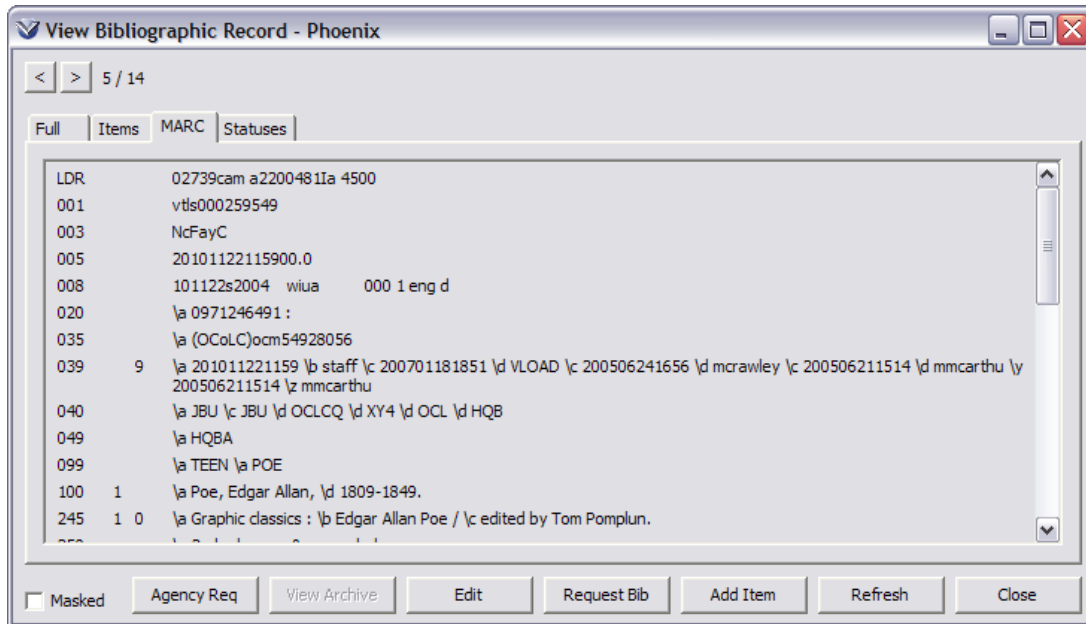 View Bibliographic Record - Phoenix
< > 5 / 14
Full Items MARC Statuses
LDR 02739cam a2200481Ia 4500
001 vtls000259549
003 NcFayC
005 20101122115900.0
008 101122s2004 wiua 000 1 eng d
020 \a 0971246491 :
035 \a (OCoLC)ocm54928056
039 9 \a 201011221159 \b staff \c 200701181851 \d VLOAD \c 200506241656 \d mcrawley \c 200506211514 \d mmcarthu \y
200506211514 \z mmcarthu
040 \a JBU \c JBU \d OCLCQ \d XY4 \d OCL \d HQB
049 \a HQBA
099 \a TEEN \a POE
100 1 \a Poe, Edgar Allan, \d 1809-1849.
245 1 0 \a Graphic classics : \b Edgar Allan Poe / \c edited by Tom Pomplun.
Masked Agency Req View Archive Edit Request Bib Add Item Refresh Close